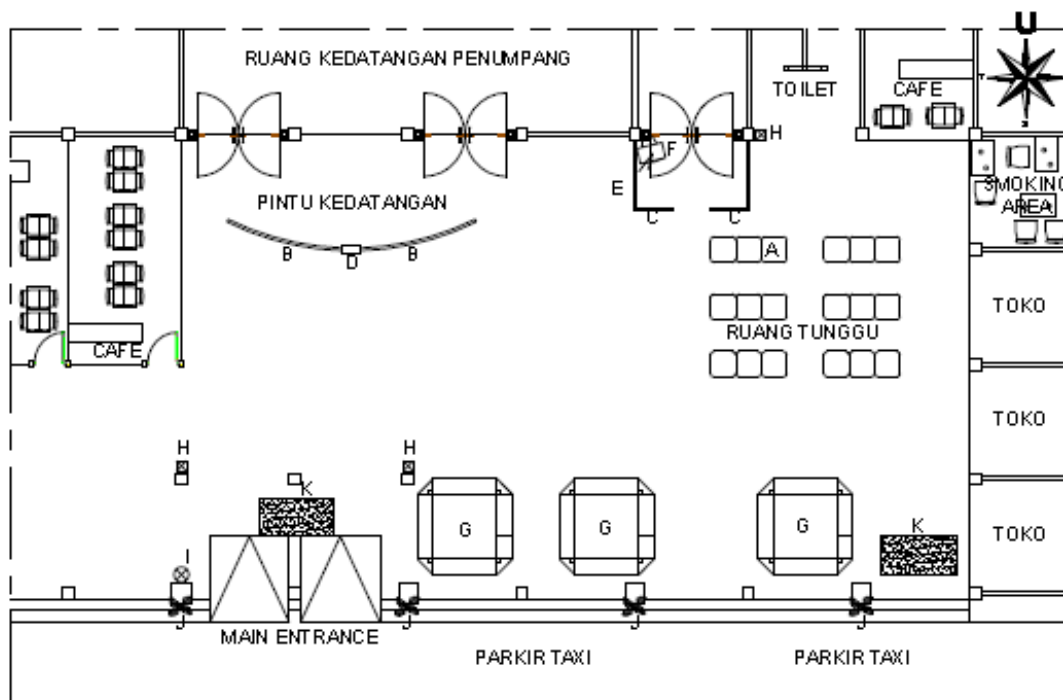 U
RUANG KEDATANGAN PENUMPANG
TOILET
CAFE
H
F
E
SMOKING
AREA
PINTU KEDATANGAN
C
C
B
D
B
A
TOKO
RUANG TUNGGU
CAFE
TOKO
H
H
K
G
G
G
K
TOKO
I
J
MAIN ENTRANCE
J
J
J
PARKIR TAXI
PARKIR TAXI